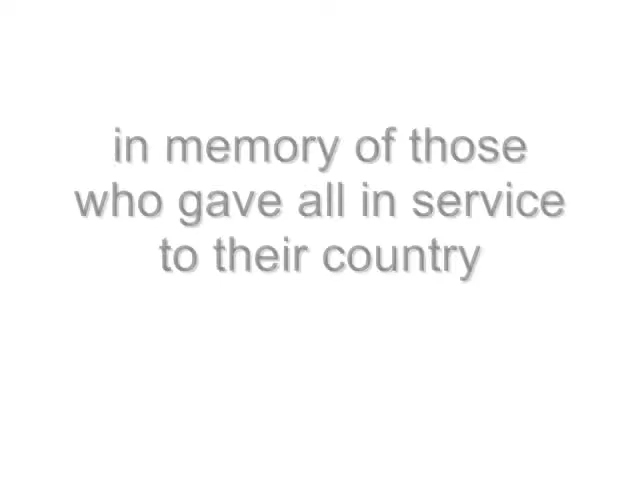 in memory of those
who gave all in service
to their country